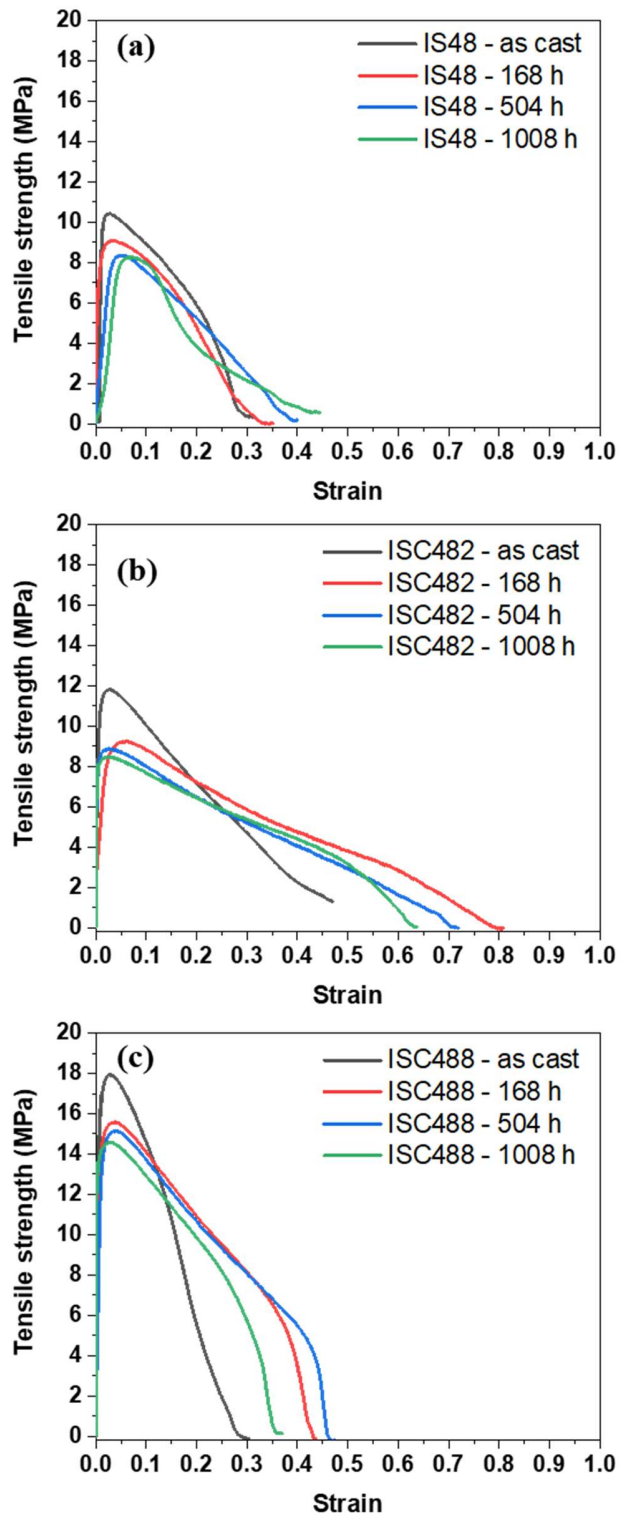 (a)
IS48 - as cast
IS48 - 168 h
IS48 - 504 h
IS48 - 1008 h
Tensile strength (MPa)
20
18
16
14
12
10
8
6
4
2
0
0.0 0.1 0.2 0.3 0.4 0.5 0.6 0.7 0.8 0.9 1.0
Strain
(b)
ISC482 - as cast
ISC482 - 168 h
ISC482 - 504 h
ISC482 - 1008 h
Tensile strength (MPa)
20
18
16
14
12
10
8
6
4
2
0
0.0 0.1 0.2 0.3 0.4 0.5 0.6 0.7 0.8 0.9 1.0
Strain
(c)
ISC488 - as cast
ISC488 - 168 h
ISC488 - 504 h
ISC488 - 1008 h
Tensile strength (MPa)
20
18
16
14
12
10
8
6
4
2
0
0.0 0.1 0.2 0.3 0.4 0.5 0.6 0.7 0.8 0.9 1.0
Strain